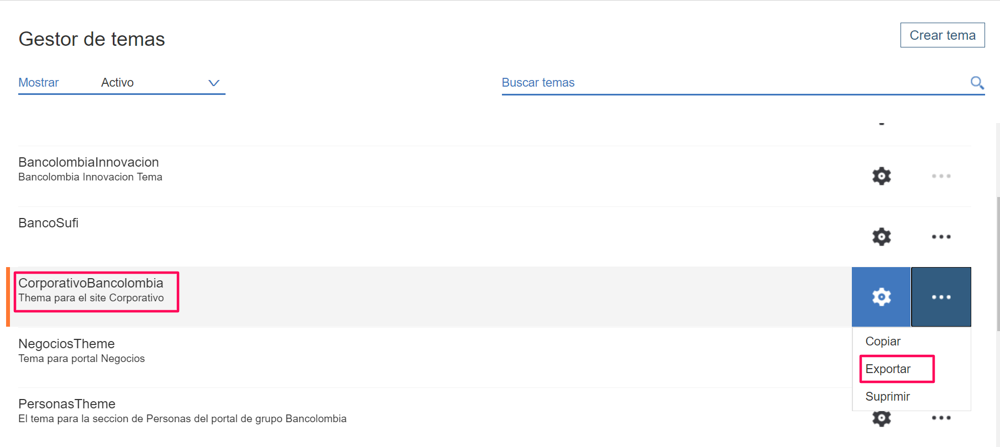 Gestor de temas
Crear tema
Mostrar Activo
Buscar temas
BancolombiaInnovacion
Bancolombia Innovacion Tema
BancoSufi
CorporativoBancolombia
Thema para el site Corporativo
Copiar
NegociosTheme
Tema para portal Negocios
Exportar
Suprimir
PersonasTheme
El tema para la seccion de Personas del portal de grupo Bancolombia